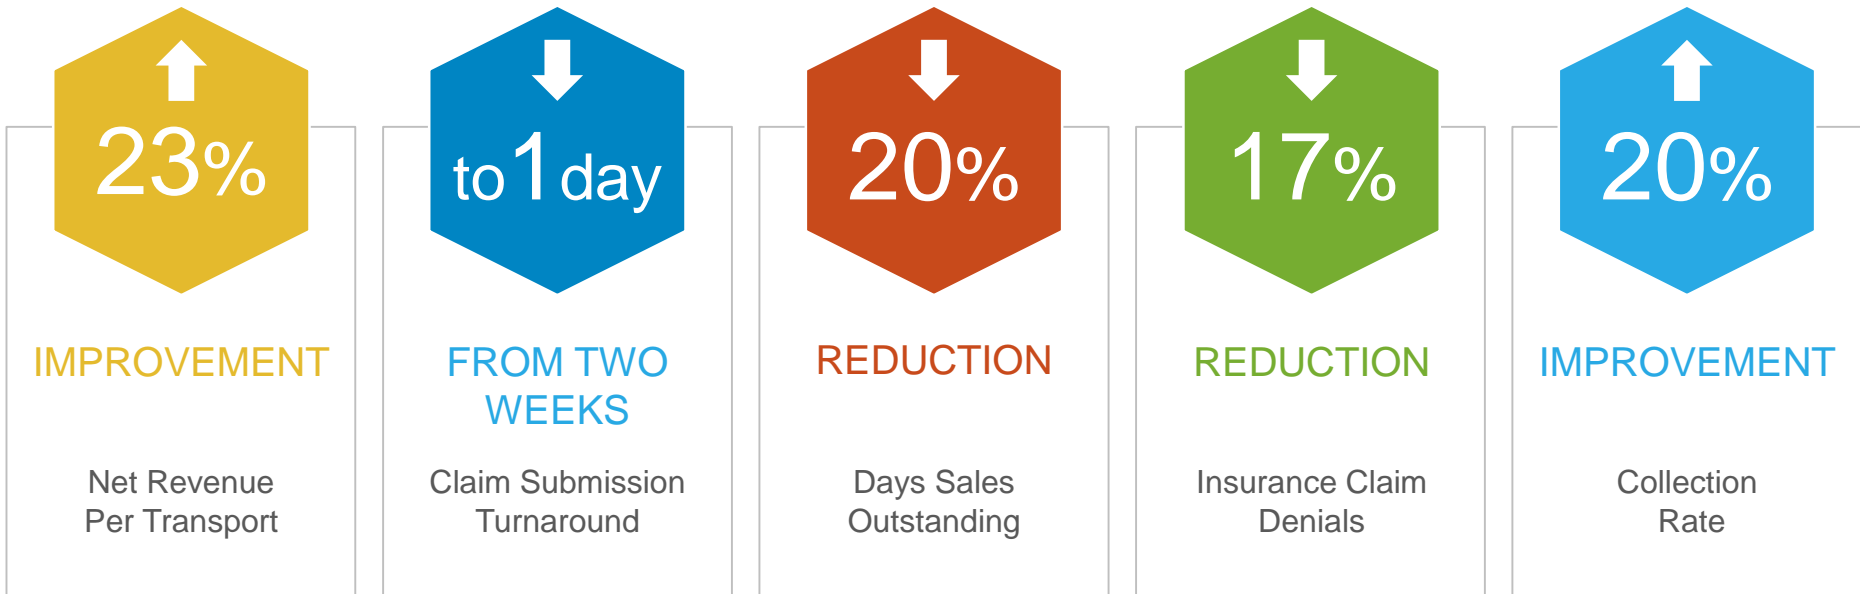 23%
IMPROVEMENT
Net Revenue
Per Transport
to 1 day
FROM TWO
WEEKS
Claim Submission
Turnaround
20%
REDUCTION
Days Sales
Outstanding
17%
REDUCTION
Insurance Claim
Denials
20%
IMPROVEMENT
Collection
Rate